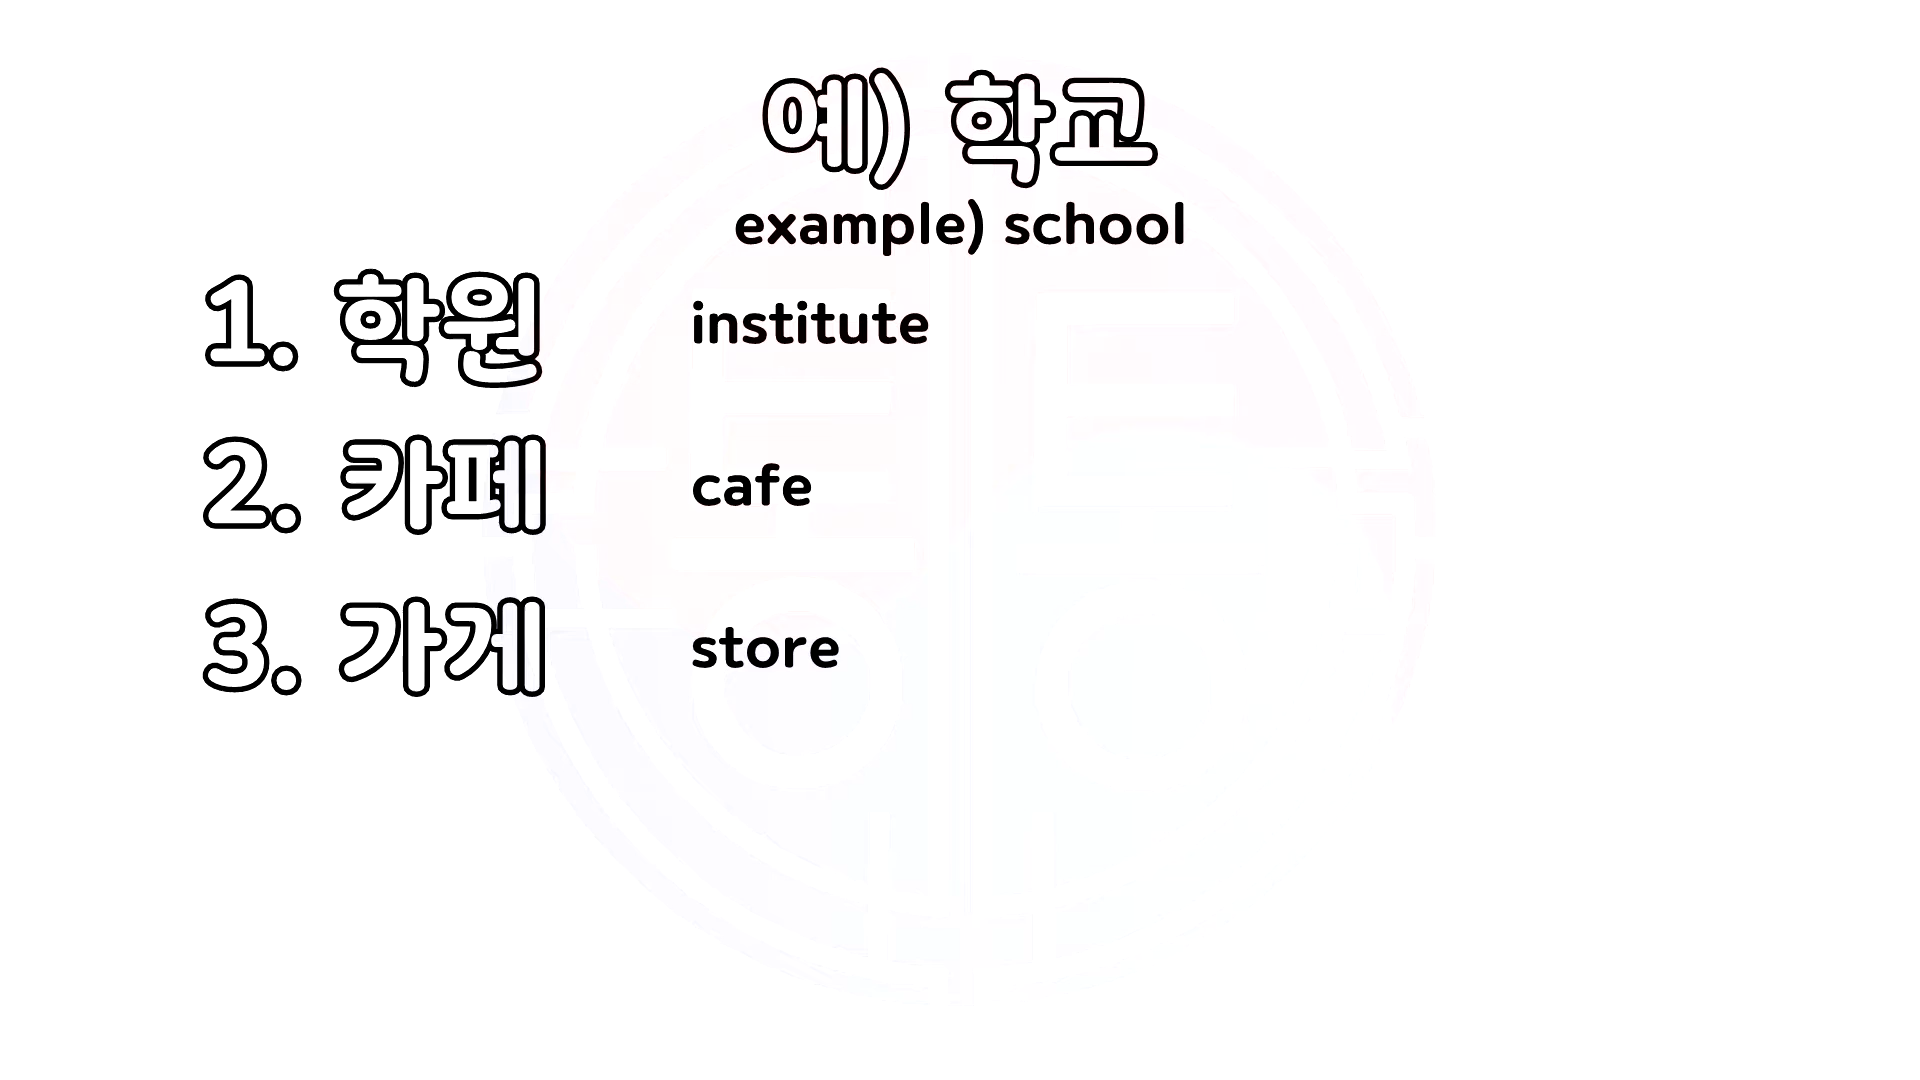 예) 학교
example) school
1. 학원 institute
2. 카페 cafe
3. 가게 store